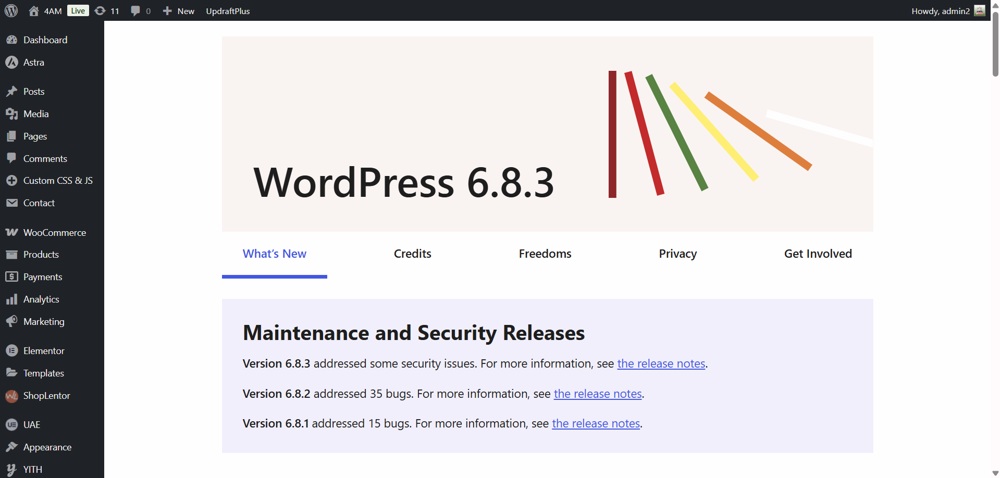 4AM Live 11 0 New UpdraftPlus Howdy, admin2
Dashboard
Astra
Posts
Media
Pages
Comments
Custom CSS & JS
Contact
WooCommerce
Products
Payments
Analytics
Marketing
Elementor
Templates
ShopLentor
UAE
Appearance
YITH
WordPress 6.8.3
What’s New Credits Freedoms Privacy Get Involved
Maintenance and Security Releases
Version 6.8.3 addressed some security issues. For more information, see the release notes.
Version 6.8.2 addressed 35 bugs. For more information, see the release notes.
Version 6.8.1 addressed 15 bugs. For more information, see the release notes.